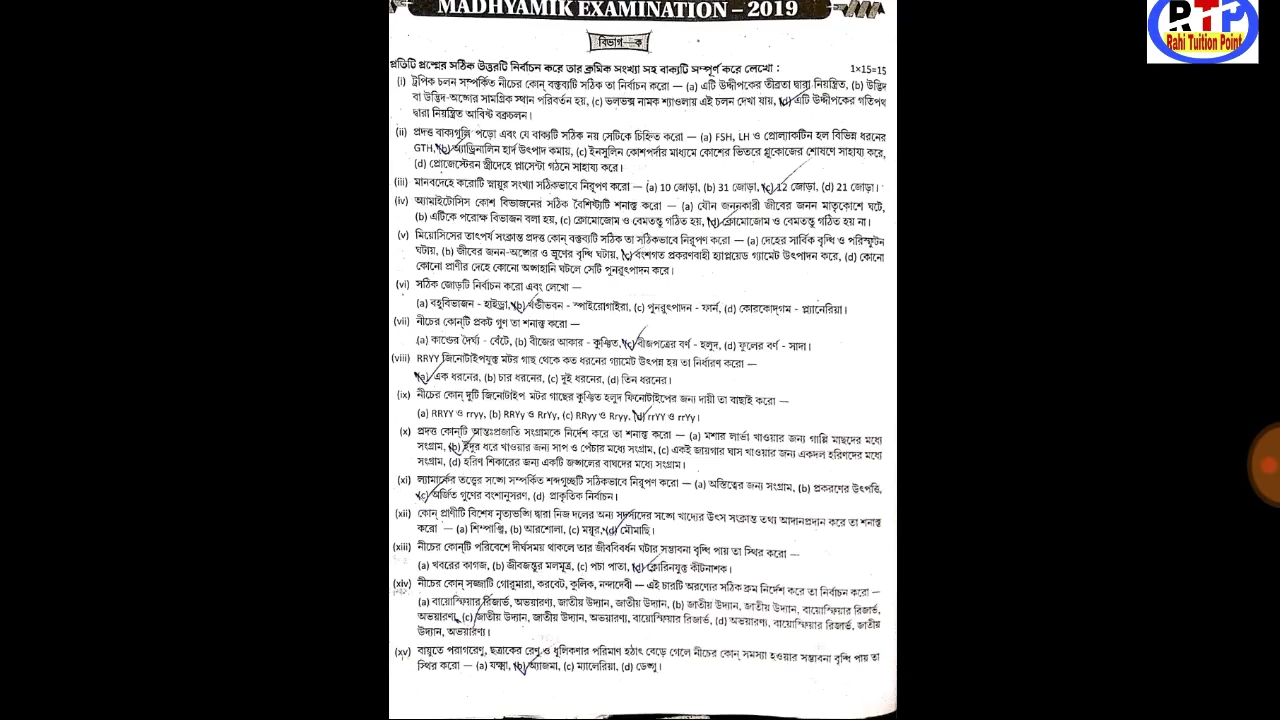 MADHYAMIK EXAMINATION – 2019
RTP
Rahi Tuition Point
বিভাগ — ক
প্রতিটি প্রশ্নের সঠিক উত্তরটি নির্বাচন করে তার ক্রমিক সংখ্যা সহ বাক্যটি সম্পূর্ণ করে লেখো : 1×15=15
(i) ট্রপিক চলন সম্পর্কিত নীচের কোন্ বক্তব্যটি সঠিক তা নির্বাচন করো — (a) এটি উদ্দীপকের তীব্রতা দ্বারা নিয়ন্ত্রিত, (b) উদ্ভিদ
বা উদ্ভিদ-অঙ্গের সামগ্রিক স্থান পরিবর্তন হয়, (c) ভলভক্স নামক শ্যাওলায় এই চলন দেখা যায়, (d) এটি উদ্দীপকের গতিপথ
দ্বারা নিয়ন্ত্রিত আবিষ্ট বক্রচলন।
(ii) প্রদত্ত বাক্যগুলি পড়ো এবং যে বাক্যটি সঠিক নয় সেটিকে চিহ্নিত করো — (a) FSH, LH ও প্রোল্যাকটিন হল বিভিন্ন ধরনের
GTH, (b) অ্যাড্রিনালিন হার্দ উৎপাদ কমায়, (c) ইনসুলিন কোশপর্দার মাধ্যমে কোশের ভিতরে গ্লুকোজের শোষণে সাহায্য করে,
(d) প্রোজেস্টেরন স্ত্রীদেহে প্লাসেন্টা গঠনে সাহায্য করে।
(iii) মানবদেহে করোটি স্নায়ুর সংখ্যা সঠিকভাবে নিরূপণ করো — (a) 10 জোড়া, (b) 31 জোড়া, (c) 12 জোড়া, (d) 21 জোড়া।
(iv) অ্যামাইটোসিস কোশ বিভাজনের সঠিক বৈশিষ্ট্যটি শনাক্ত করো — (a) যৌন জননকারী জীবের জনন মাতৃকোশে ঘটে,
(b) এটিকে পরোক্ষ বিভাজন বলা হয়, (c) ক্রোমোজোম ও বেমতন্তু গঠিত হয়, (d) ক্রোমোজোম ও বেমতন্তু গঠিত হয় না।
(v) মিয়োসিসের তাৎপর্য সংক্রান্ত প্রদত্ত কোন্ বক্তব্যটি সঠিক তা সঠিকভাবে নিরূপণ করো — (a) দেহের সার্বিক বৃদ্ধি ও পরিস্ফুটন
ঘটায়, (b) জীবের জনন-অঙ্গের ও ভ্রূণের বৃদ্ধি ঘটায়, (c) বংশগত প্রকরণবাহী হ্যাপ্লয়েড গ্যামেট উৎপাদন করে, (d) কোনো
কোনো প্রাণীর দেহে কোনো অঙ্গহানি ঘটলে সেটি পুনরুৎপাদন করে।
(vi) সঠিক জোড়টি নির্বাচন করো এবং লেখো —
(a) বহুবিভাজন - হাইড্রা, (b) খণ্ডীভবন - স্পাইরোগাইরা, (c) পুনরুৎপাদন - ফার্ন, (d) কোরকোদ্‌গম - প্ল্যানেরিয়া।
(vii) নীচের কোন্‌টি প্রকট গুণ তা শনাক্ত করো —
(a) কাণ্ডের দৈর্ঘ্য - বেঁটে, (b) বীজের আকার - কুঞ্চিত, (c) বীজপত্রের বর্ণ - হলুদ, (d) ফুলের বর্ণ - সাদা।
(viii) RRYY জিনোটাইপযুক্ত মটর গাছ থেকে কত ধরনের গ্যামেট উৎপন্ন হয় তা নির্ধারণ করো —
(a) এক ধরনের, (b) চার ধরনের, (c) দুই ধরনের, (d) তিন ধরনের।
(ix) নীচের কোন্ দুটি জিনোটাইপ মটর গাছের কুঞ্চিত হলুদ ফিনোটাইপের জন্য দায়ী তা বাছাই করো —
(a) RRYY ও rryy, (b) RRYy ও RrYy, (c) RRyy ও Rryy, (d) rrYY ও rrYy।
(x) প্রদত্ত কোন্‌টি আন্তঃপ্রজাতি সংগ্রামকে নির্দেশ করে তা শনাক্ত করো — (a) মশার লার্ভা খাওয়ার জন্য গাপ্পি মাছদের মধ্যে
সংগ্রাম, (b) ইঁদুর ধরে খাওয়ার জন্য সাপ ও পেঁচার মধ্যে সংগ্রাম, (c) একই জায়গার ঘাস খাওয়ার জন্য একদল হরিণদের মধ্যে
সংগ্রাম, (d) হরিণ শিকারের জন্য একটি জঙ্গলের বাঘদের মধ্যে সংগ্রাম।
(xi) ল্যামার্কের তত্ত্বের সঙ্গে সম্পর্কিত শব্দগুচ্ছটি সঠিকভাবে নিরূপণ করো — (a) অস্তিত্বের জন্য সংগ্রাম, (b) প্রকরণের উৎপত্তি,
(c) অর্জিত গুণের বংশানুসরণ, (d) প্রাকৃতিক নির্বাচন।
(xii) কোন্ প্রাণীটি বিশেষ নৃত্যভঙ্গি দ্বারা নিজ দলের অন্য সদস্যদের সঙ্গে খাদ্যের উৎস সংক্রান্ত তথ্য আদানপ্রদান করে তা শনাক্ত
করো — (a) শিম্পাঞ্জি, (b) আরশোলা, (c) ময়ূর, (d) মৌমাছি।
(xiii) নীচের কোন্‌টি পরিবেশে দীর্ঘসময় থাকলে তার জীববিবর্ধন ঘটার সম্ভাবনা বৃদ্ধি পায় তা স্থির করো —
(a) খবরের কাগজ, (b) জীবজন্তুর মলমূত্র, (c) পচা পাতা, (d) ক্লোরিনযুক্ত কীটনাশক।
(xiv) নীচের কোন্ সজ্জাটি গোরুমারা, করবেট, কুলিক, নন্দাদেবী — এই চারটি অরণ্যের সঠিক ক্রম নির্দেশ করে তা নির্বাচন করো —
(a) বায়োস্ফিয়ার রিজার্ভ, অভয়ারণ্য, জাতীয় উদ্যান, জাতীয় উদ্যান, (b) জাতীয় উদ্যান, জাতীয় উদ্যান, বায়োস্ফিয়ার রিজার্ভ,
অভয়ারণ্য, (c) জাতীয় উদ্যান, জাতীয় উদ্যান, অভয়ারণ্য, বায়োস্ফিয়ার রিজার্ভ, (d) অভয়ারণ্য, বায়োস্ফিয়ার রিজার্ভ, জাতীয়
উদ্যান, অভয়ারণ্য।
(xv) বায়ুতে পরাগরেণু, ছত্রাকের রেণু ও ধূলিকণার পরিমাণ হঠাৎ বেড়ে গেলে নীচের কোন্ সমস্যা হওয়ার সম্ভাবনা বৃদ্ধি পায় তা
স্থির করো — (a) যক্ষ্মা, (b) অ্যাজমা, (c) ম্যালেরিয়া, (d) ডেঙ্গু।